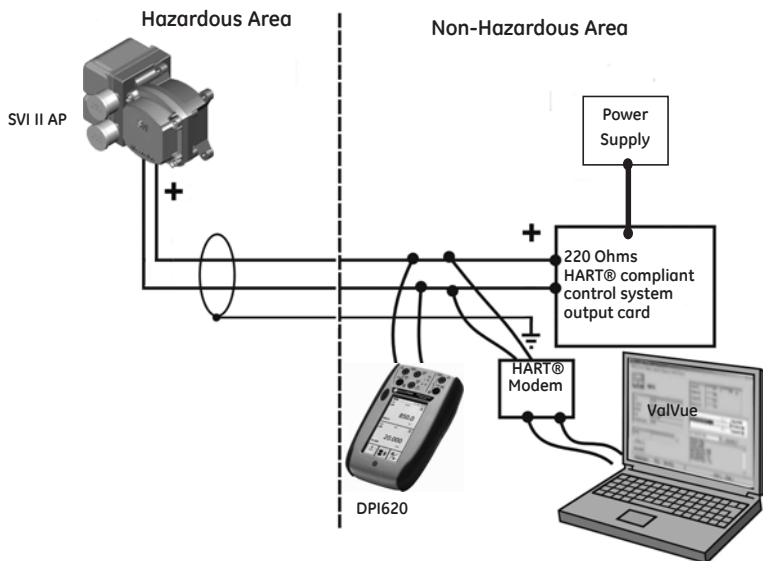 Hazardous Area
Non-Hazardous Area
SVI II AP
Power
Supply
+
+
220 Ohms
HART® compliant
control system
output card
HART®
Modem
ValVue
850.0
20.000
DPI620